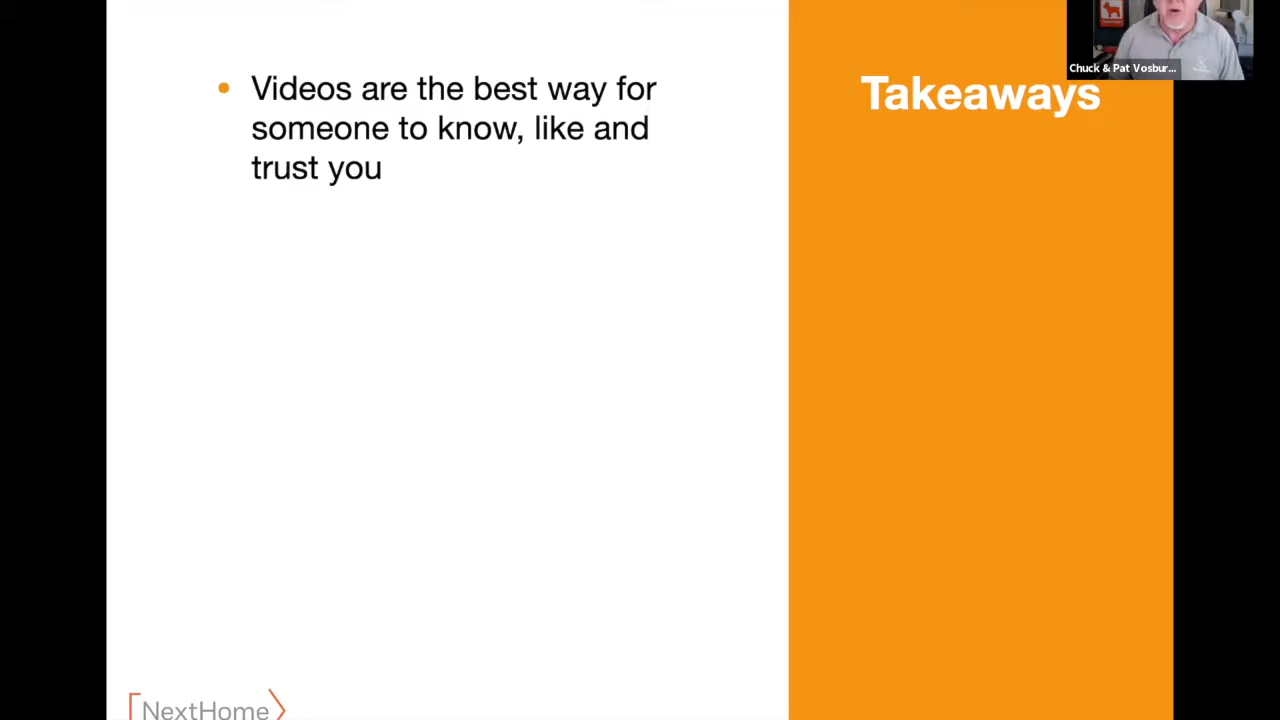 Videos are the best way for
someone to know, like and
trust you
Takeaways
Chuck & Pat Vosbur...
NextHome